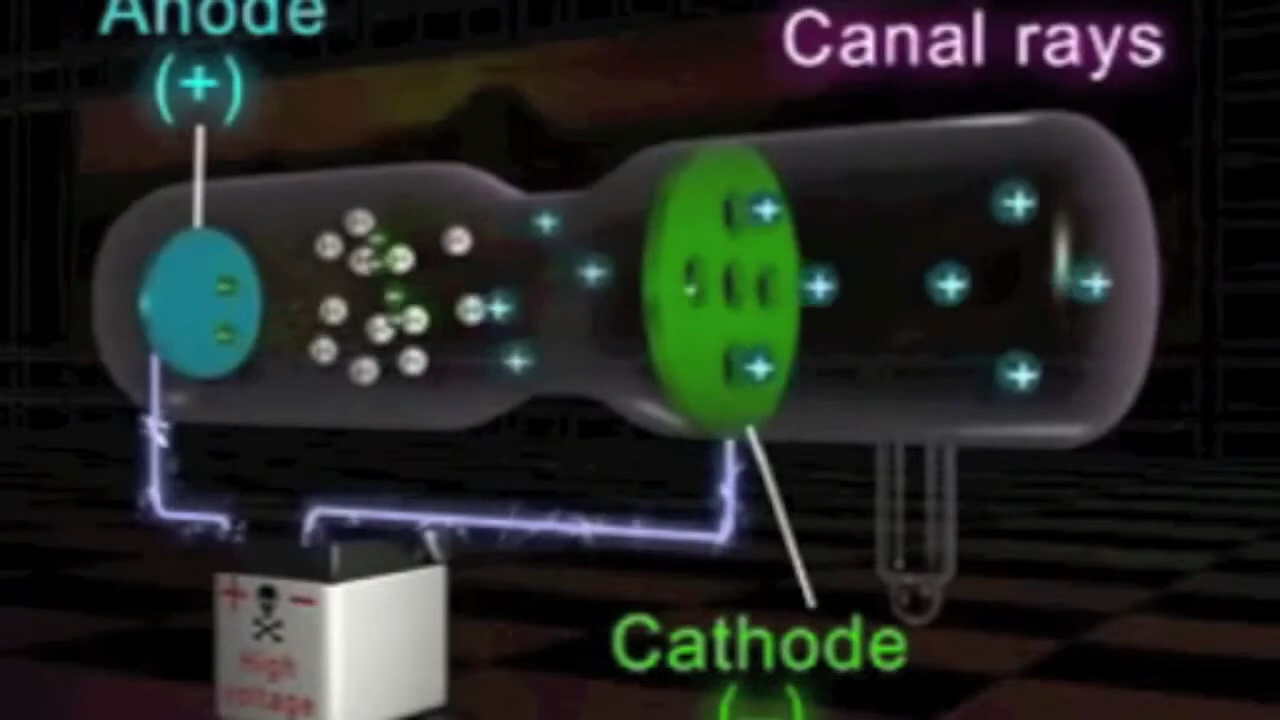 Anode
(+)
Canal rays
+ −
High
voltage
Cathode
(−)